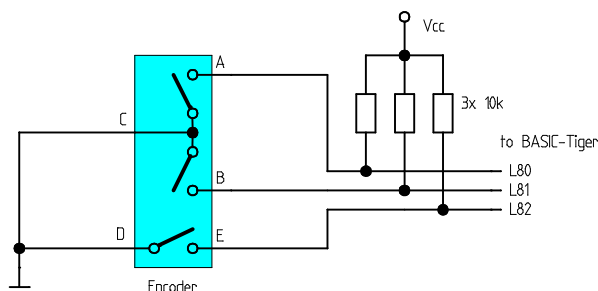 Vcc
A
3x 10k
C
to BASIC-Tiger
L80
B
L81
L82
D
E
Encoder